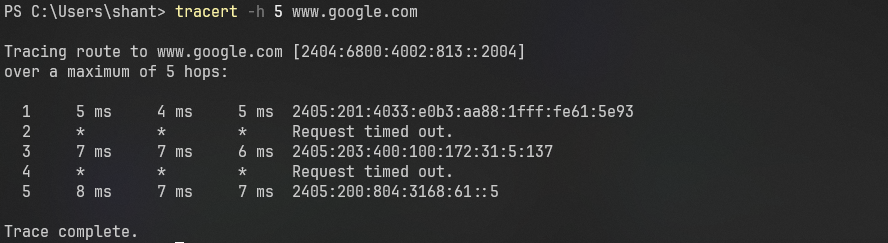 PS C:\Users\shant> tracert -h 5 www.google.com
Tracing route to www.google.com [2404:6800:4002:813::2004]
over a maximum of 5 hops:
1 5 ms 4 ms 5 ms 2405:201:4033:e0b3:aa88:1fff:fe61:5e93
2 * * * Request timed out.
3 7 ms 7 ms 6 ms 2405:203:400:100:172:31:5:137
4 * * * Request timed out.
5 8 ms 7 ms 7 ms 2405:200:804:3168:61::5
Trace complete.